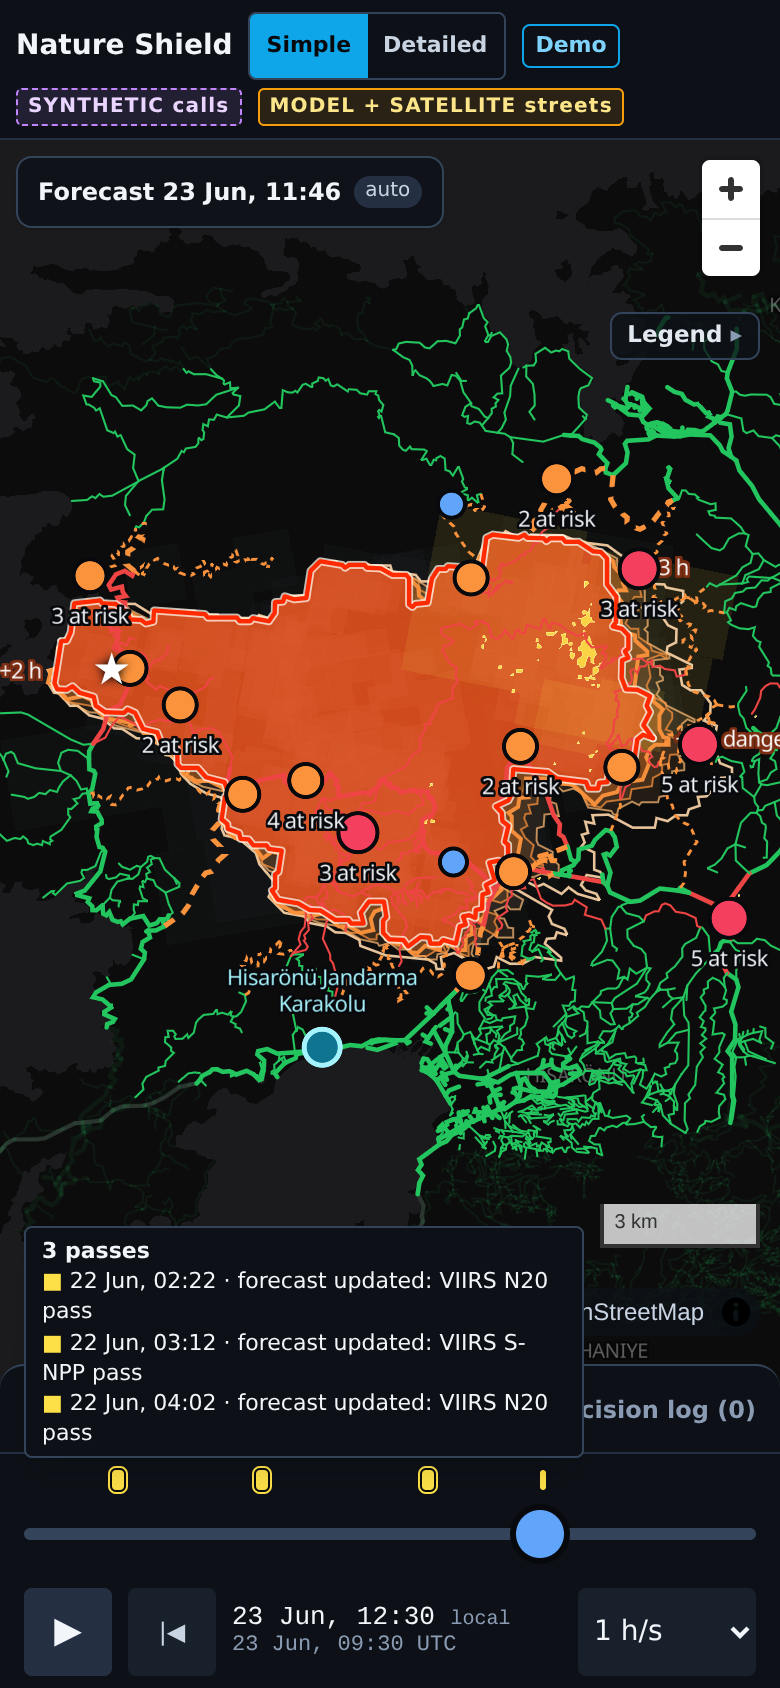 Nature Shield
Simple
Detailed
Demo
SYNTHETIC calls
MODEL + SATELLITE streets
Forecast 23 Jun, 11:46 auto
+
−
K
Legend ▸
2 at risk
3 h
3 at risk
3 at risk
+2 h
2 at risk
dange
2 at risk
5 at risk
4 at risk
3 at risk
5 at risk
Hisarönü Jandarma
Karakolu
3 km
3 passes
22 Jun, 02:22 · forecast updated: VIIRS N20
pass
22 Jun, 03:12 · forecast updated: VIIRS S-
NPP pass
22 Jun, 04:02 · forecast updated: VIIRS N20
pass
nStreetMap
HANIYE
cision log (0)
23 Jun, 12:30 local
23 Jun, 09:30 UTC
1 h/s